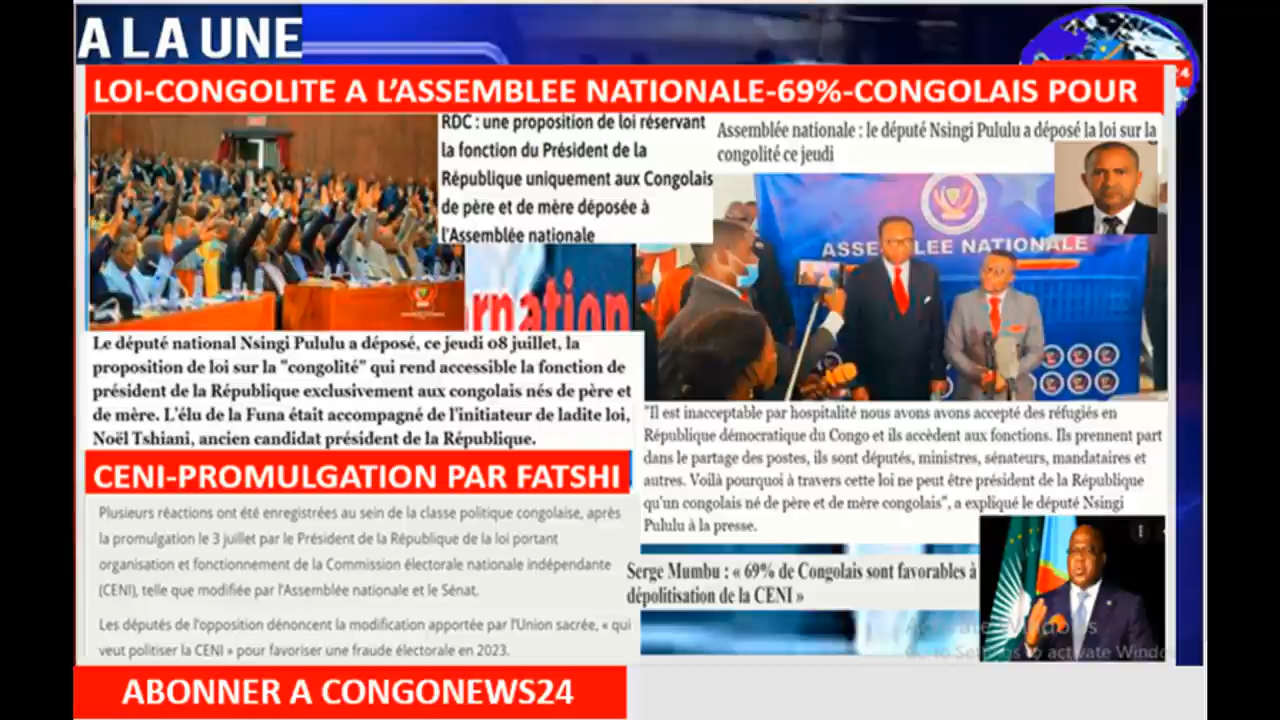 A LA UNE
24
LOI-CONGOLITE A L'ASSEMBLEE NATIONALE-69%-CONGOLAIS POUR
RDC : une proposition de loi réservant
la fonction du Président de la
République uniquement aux Congolais
de père et de mère déposée à
l'Assemblée nationale
Assemblée nationale : le député Nsingi Pululu a déposé la loi sur la
congolité ce jeudi
ASSEMBLEE NATIONALE
rnation
Le député national Nsingi Pululu a déposé, ce jeudi 08 juillet, la
proposition de loi sur la "congolité" qui rend accessible la fonction de
président de la République exclusivement aux congolais nés de père et
de mère. L'élu de la Funa était accompagné de l'initiateur de ladite loi,
Noël Tshiani, ancien candidat président de la République.
"Il est inacceptable par hospitalité nous avons avons accepté des réfugiés en
République démocratique du Congo et ils accèdent aux fonctions. Ils prennent part
dans le partage des postes, ils sont députés, ministres, sénateurs, mandataires et
autres. Voilà pourquoi à travers cette loi ne peut être président de la République
qu'un congolais né de père et de mère congolais", a expliqué le député Nsingi
Pululu à la presse.
CENI-PROMULGATION PAR FATSHI
Plusieurs réactions ont été enregistrées au sein de la classe politique congolaise, après
la promulgation le 3 juillet par le Président de la République de la loi portant
organisation et fonctionnement de la Commission électorale nationale indépendante
(CENI), telle que modifiée par l'Assemblée nationale et le Sénat.
Les députés de l'opposition dénoncent la modification apportée par l'Union sacrée, « qui
veut politiser la CENI » pour favoriser une fraude électorale en 2023.
Serge Mumbu : « 69% de Congolais sont favorables à
dépolitisation de la CENI »
Activate Windows
Go to Settings to activate Windo
ABONNER A CONGONEWS24